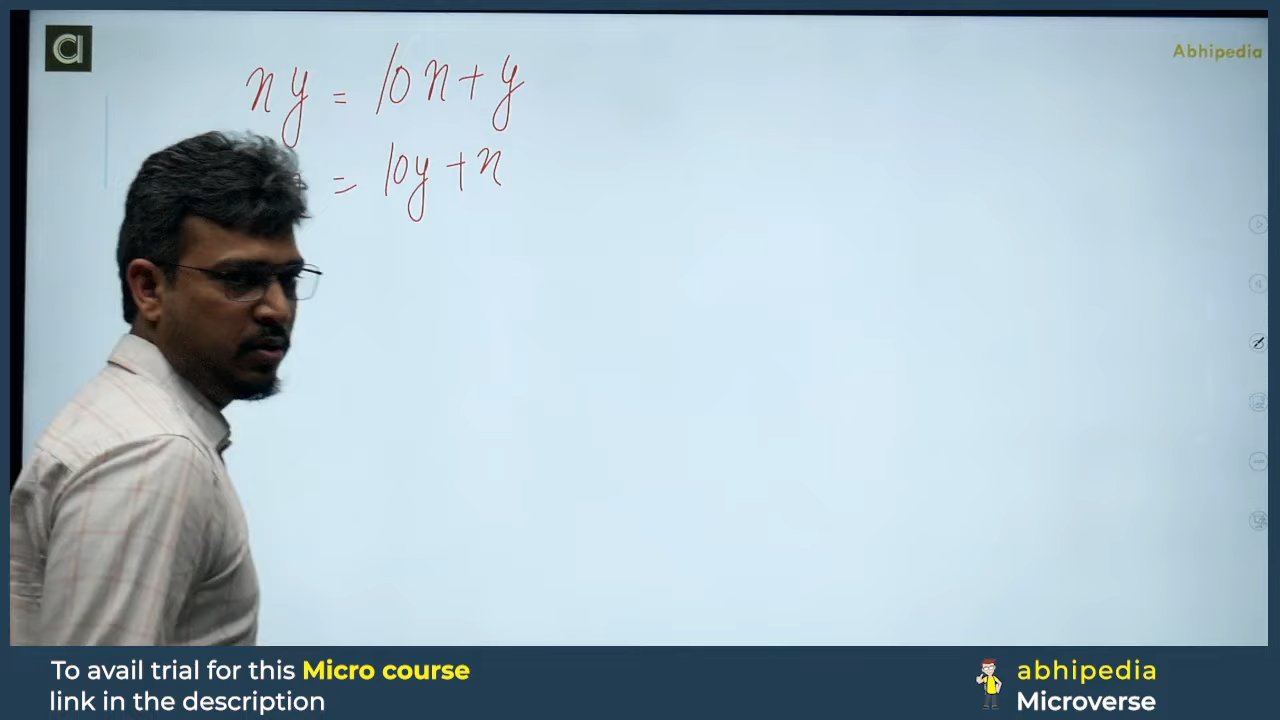 a
Abhipedia
xy = 10x + y
= 10y + x
To avail trial for this Micro course
link in the description
abhipedia
Microverse